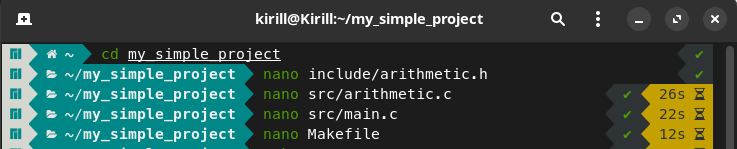 kirill@Kirill:~/my_simple_project
~ cd my_simple_project ✔
~/my_simple_project nano include/arithmetic.h ✔
~/my_simple_project nano src/arithmetic.c ✔ 26s
~/my_simple_project nano src/main.c ✔ 22s
~/my_simple_project nano Makefile ✔ 12s